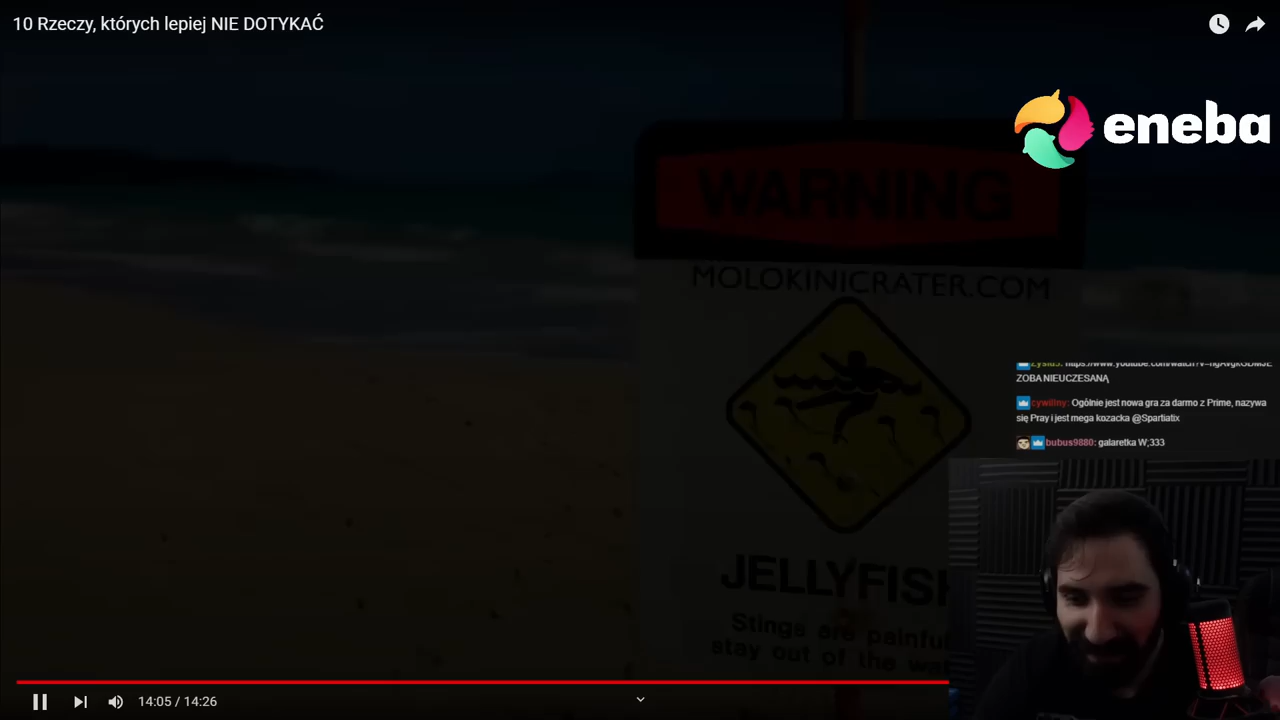 10 Rzeczy, których lepiej NIE DOTYKAĆ
eneba
WARNING
MOLOKINICRATER.COM
ZOBA NIEUCZESANĄ
cywilny: Ogólnie jest nowa gra za darmo z Prime, nazywa
się Pray i jest mega kozacka @Spartiatix
bubus9880: galaretka W;333
JELLYFISH
Stings are painful
stay out of the
14:05 / 14:26